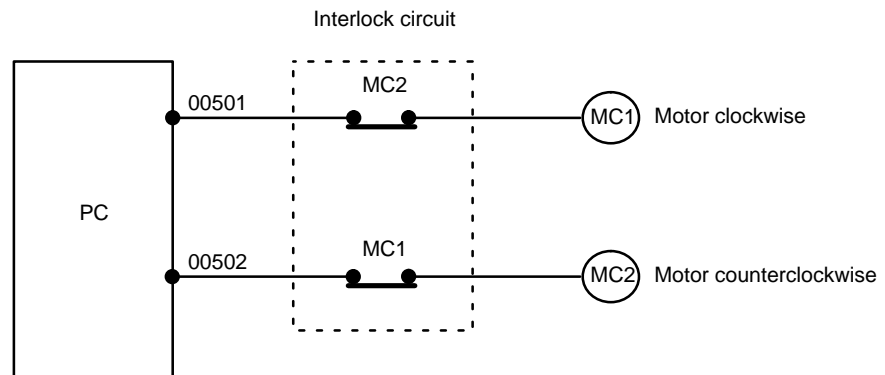 Interlock circuit
MC2
00501
MC1 Motor clockwise
PC
MC1
00502
MC2 Motor counterclockwise